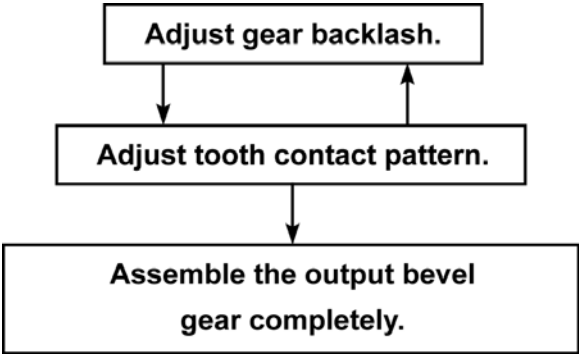 Adjust gear backlash.
Adjust tooth contact pattern.
Assemble the output bevel
gear completely.